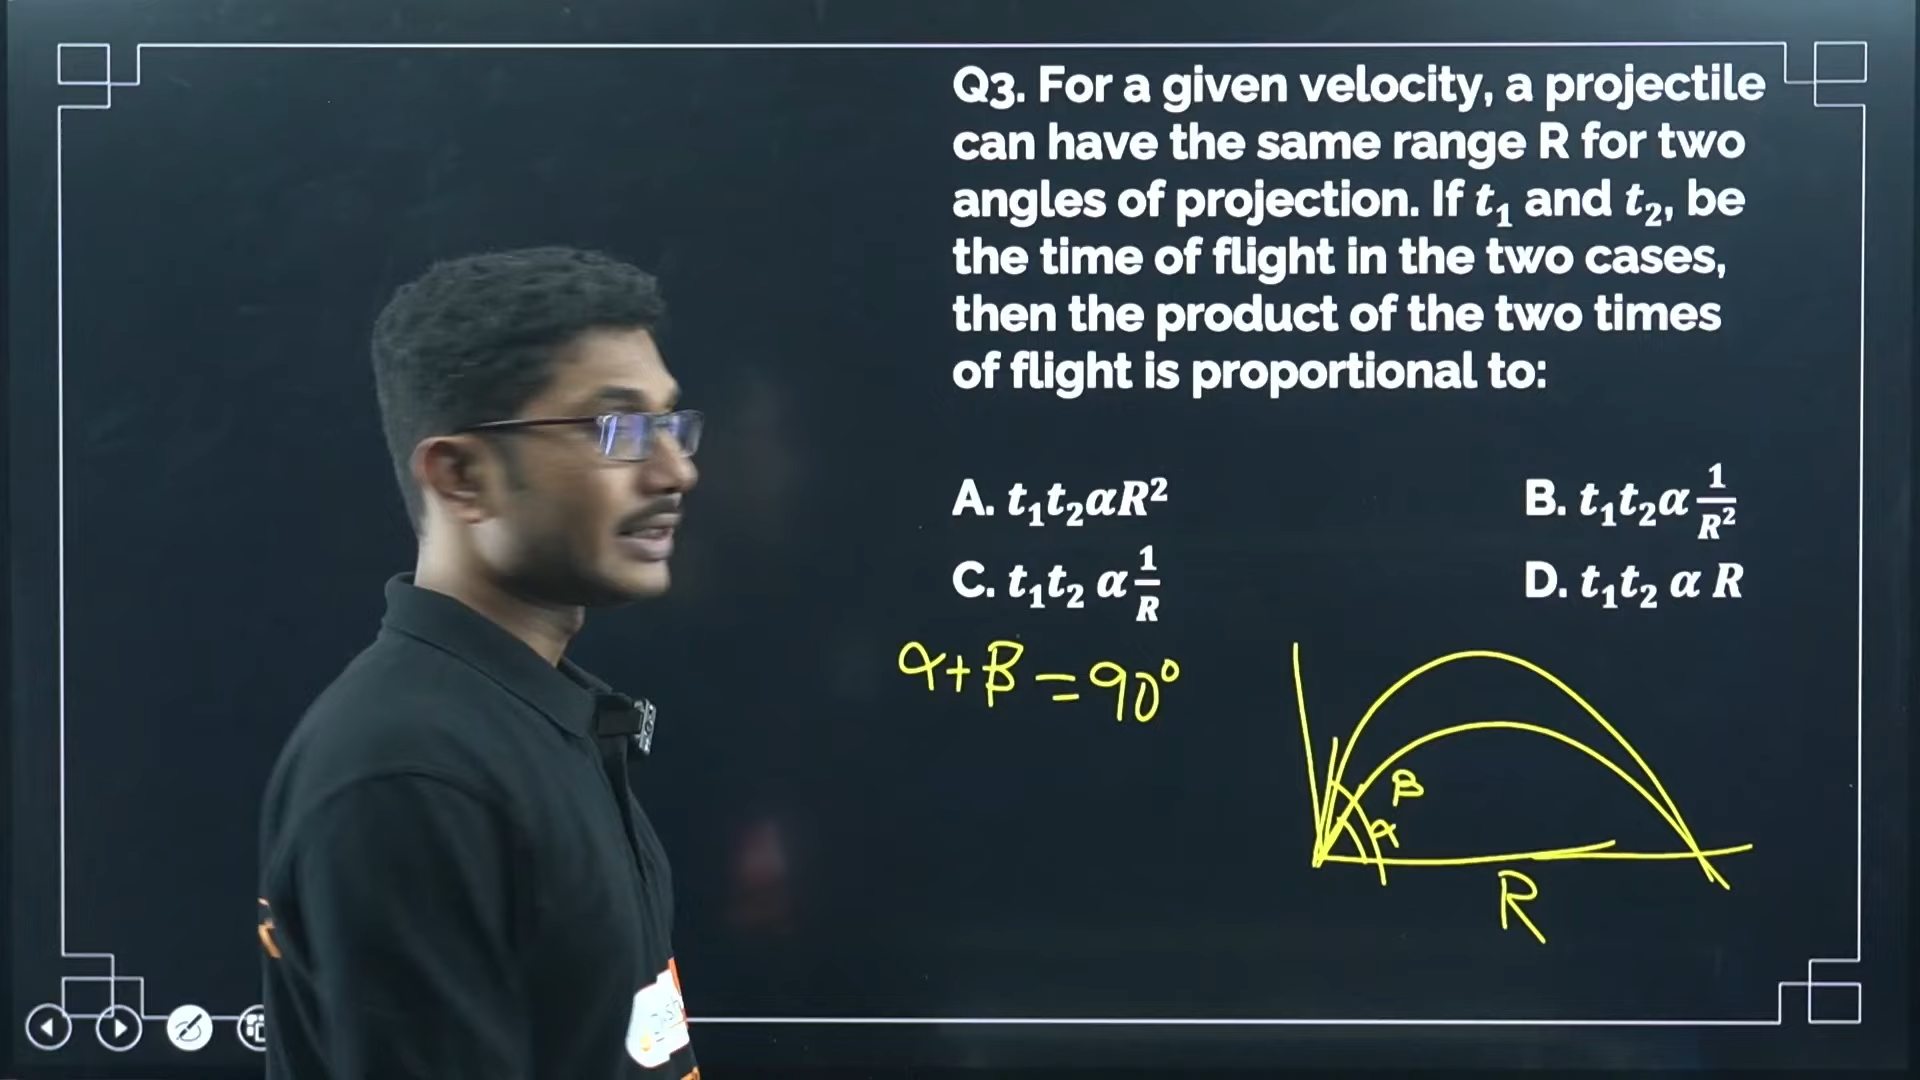 Q3. For a given velocity, a projectile
can have the same range R for two
angles of projection. If t₁ and t₂, be
the time of flight in the two cases,
then the product of the two times
of flight is proportional to:
A. t₁t₂αR²
B. t₁t₂α 1/R²
C. t₁t₂ α 1/R
D. t₁t₂ α R
α+β=90°
β
α
R